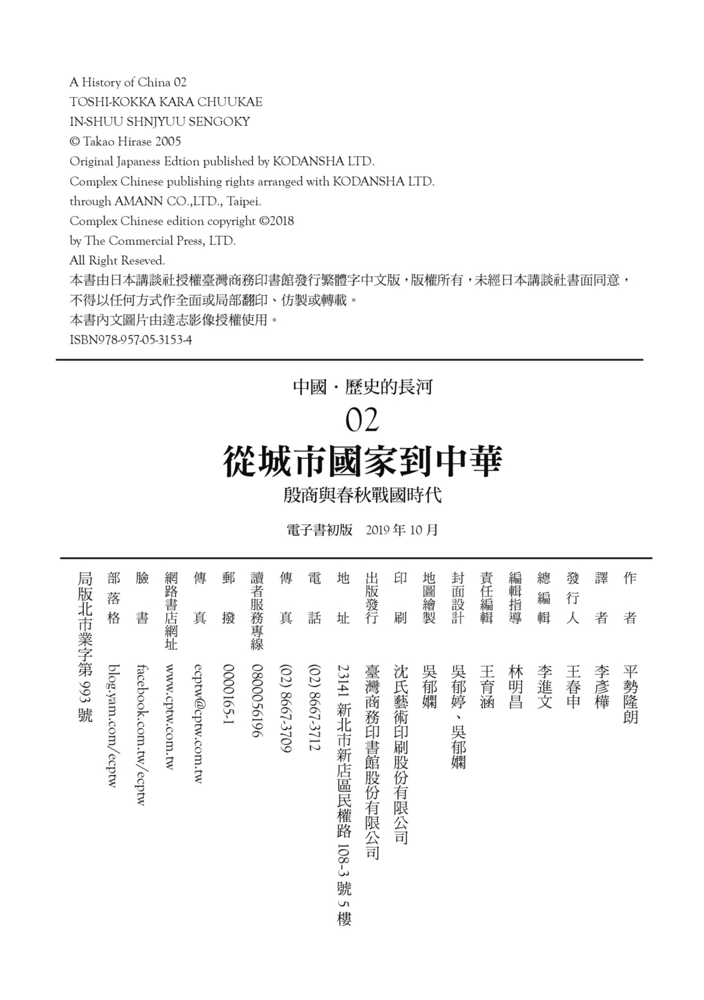 A History of China 02
TOSHI-KOKKA KARA CHUUKAE
IN-SHUU SHNJYUU SENGOKY
© Takao Hirase 2005
Original Japaness Edtion published by KODANSHA LTD.
Complex Chinese publishing rights arranged with KODANSHA LTD.
through AMANN CO.,LTD., Taipei.
Complex Chinese edition copyright ©2018
by The Commercial Press, LTD.
All Right Reseved.
本書由日本講談社授權臺灣商務印書館發行繁體字中文版，版權所有，未經日本講談社書面同意，
不得以任何方式作全面或局部翻印、仿製或轉載。
本書內文圖片由達志影像授權使用。
ISBN978-957-05-3153-4
中國．歷史的長河
02
從城市國家到中華
殷商與春秋戰國時代
電子書初版 2019 年 10 月
作者 平勢隆朗
譯者 李彥樺
發行人 王春申
總編輯 李進文
編輯指導 林明昌
責任編輯 王育涵
封面設計 吳郁婷、吳郁嫻
地圖繪製 吳郁嫻
印刷 沈氏藝術印刷股份有限公司
出版發行 臺灣商務印書館股份有限公司
地址 23141 新北市新店區民權路 108-3 號 5 樓
電話 (02) 8667-3712
傳真 (02) 8667-3709
讀者服務專線 0800056196
郵撥 0000165-1
傳真 ecptw@cptw.com.tw
網路書店網址 www.cptw.com.tw
臉書 facebook.com.tw/ecptw
部落格 blog.yam.com/ecptw
局版北市業字第 993 號